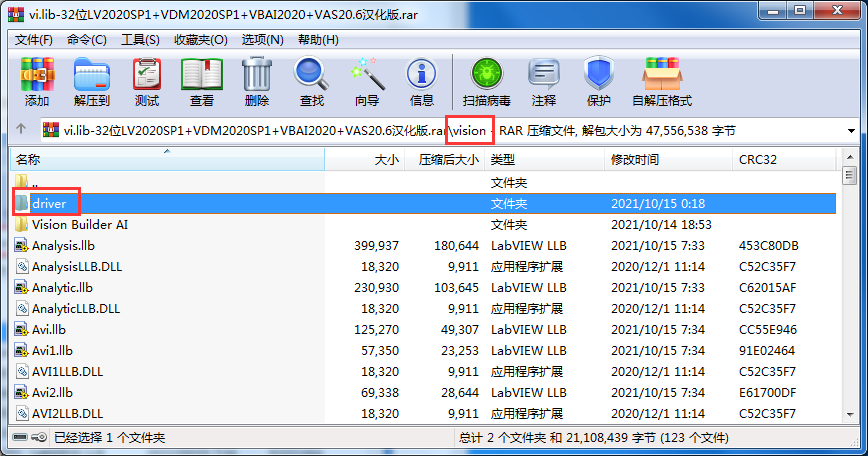 vi.lib-32位LV2020SP1+VDM2020SP1+VBAI2020+VAS20.6汉化版.rar
文件(F) 命令(C) 工具(S) 收藏夹(O) 选项(N) 帮助(H)
添加 解压到 测试 查看 删除 查找 向导 信息 扫描病毒 注释 保护 自解压格式
vi.lib-32位LV2020SP1+VDM2020SP1+VBAI2020+VAS20.6汉化版.rar\vision - RAR 压缩文件, 解包大小为 47,556,538 字节
名称 大小 压缩后大小 类型 修改时间 CRC32
.. 文件夹
driver 文件夹 2021/10/15 0:18
Vision Builder AI 文件夹 2021/10/14 18:53
Analysis.llb 399,937 180,644 LabVIEW LLB 2021/10/15 7:33 453C80DB
AnalysisLLB.DLL 18,320 9,911 应用程序扩展 2020/12/1 11:14 C52C35F7
Analytic.llb 230,930 103,645 LabVIEW LLB 2021/10/15 7:33 C62015AF
AnalyticLLB.DLL 18,320 9,911 应用程序扩展 2020/12/1 11:14 C52C35F7
Avi.llb 125,270 49,307 LabVIEW LLB 2021/10/15 7:34 CC55E946
Avi1.llb 57,350 23,253 LabVIEW LLB 2021/10/15 7:34 91E02464
AVI1LLB.DLL 18,320 9,911 应用程序扩展 2020/12/1 11:14 C52C35F7
Avi2.llb 69,338 28,644 LabVIEW LLB 2021/10/15 7:34 E61700DF
AVI2LLB.DLL 18,320 9,911 应用程序扩展 2020/12/1 11:14 C52C35F7
已经选择 1 个文件夹 总计 2 个文件夹 和 21,108,439 字节 (123 个文件)